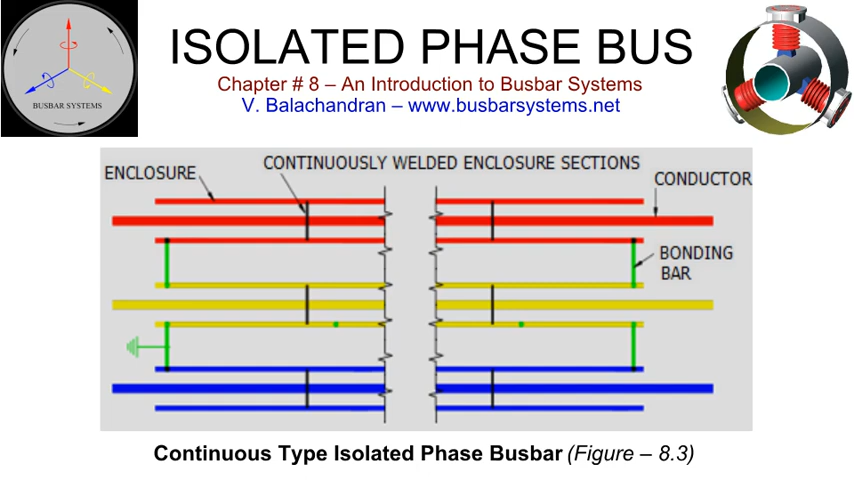 ISOLATED PHASE BUS
Chapter # 8 – An Introduction to Busbar Systems
V. Balachandran – www.busbarsystems.net
BUSBAR SYSTEMS
ENCLOSURE
CONTINUOUSLY WELDED ENCLOSURE SECTIONS
CONDUCTOR
BONDING
BAR
Continuous Type Isolated Phase Busbar (Figure – 8.3)